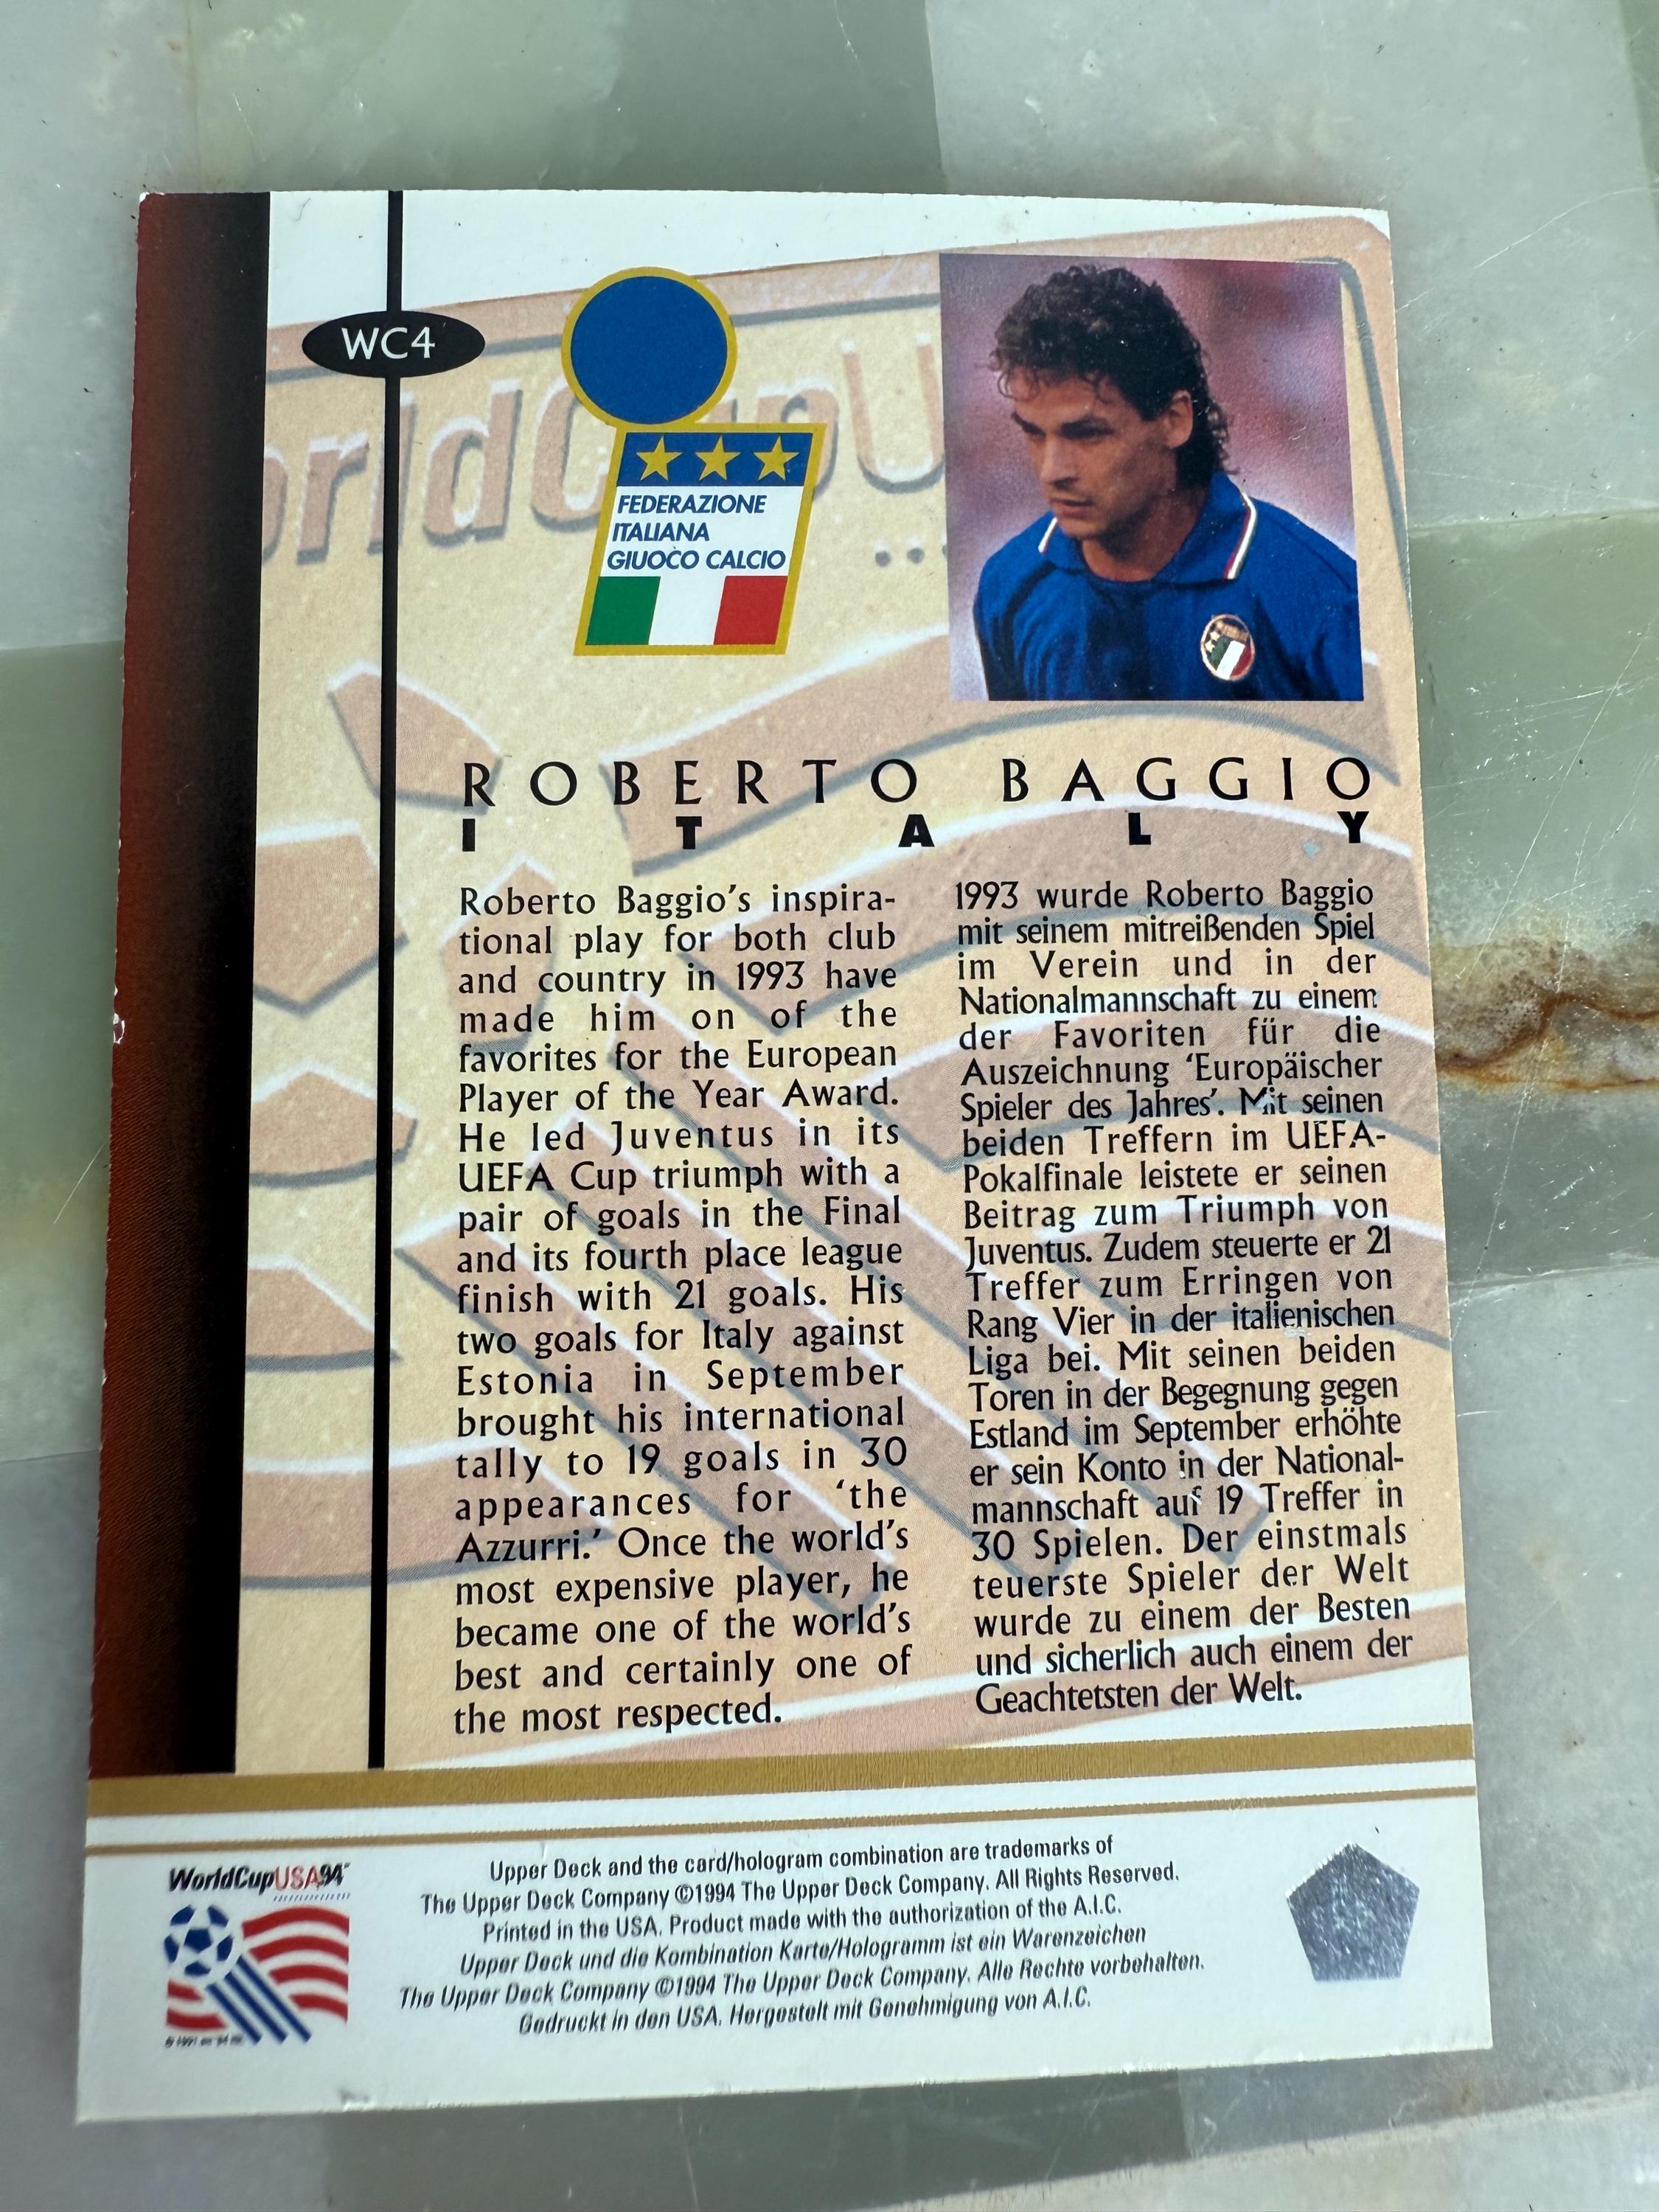 WC4
WorldCupU
FEDERAZIONE
ITALIANA
GIUOCO CALCIO
ROBERTO BAGGIO
ITALY
Roberto Baggio's inspira-
tional play for both club
and country in 1993 have
made him on of the
favorites for the European
Player of the Year Award.
He led Juventus in its
UEFA Cup triumph with a
pair of goals in the Final
and its fourth place league
finish with 21 goals. His
two goals for Italy against
Estonia in September
brought his international
tally to 19 goals in 30
appearances for 'the
Azzurri.' Once the world's
most expensive player, he
became one of the world's
best and certainly one of
the most respected.
1993 wurde Roberto Baggio
mit seinem mitreißenden Spiel
im Verein und in der
Nationalmannschaft zu einem
der Favoriten für die
Auszeichnung 'Europäischer
Spieler des Jahres'. Mit seinen
beiden Treffern im UEFA-
Pokalfinale leistete er seinen
Beitrag zum Triumph von
Juventus. Zudem steuerte er 21
Treffer zum Erringen von
Rang Vier in der italienischen
Liga bei. Mit seinen beiden
Toren in der Begegnung gegen
Estland im September erhöhte
er sein Konto in der National-
mannschaft auf 19 Treffer in
30 Spielen. Der einstmals
teuerste Spieler der Welt
wurde zu einem der Besten
und sicherlich auch einem der
Geachtetsten der Welt.
WorldCupUSA94
Upper Deck and the card/hologram combination are trademarks of
The Upper Deck Company ©1994 The Upper Deck Company. All Rights Reserved.
Printed in the USA. Product made with the authorization of the A.I.C.
Upper Deck und die Kombination Karte/Hologramm ist ein Warenzeichen
The Upper Deck Company ©1994 The Upper Deck Company. Alle Rechte vorbehalten.
Gedruckt in den USA. Hergestelt mit Genehmigung von A.I.C.